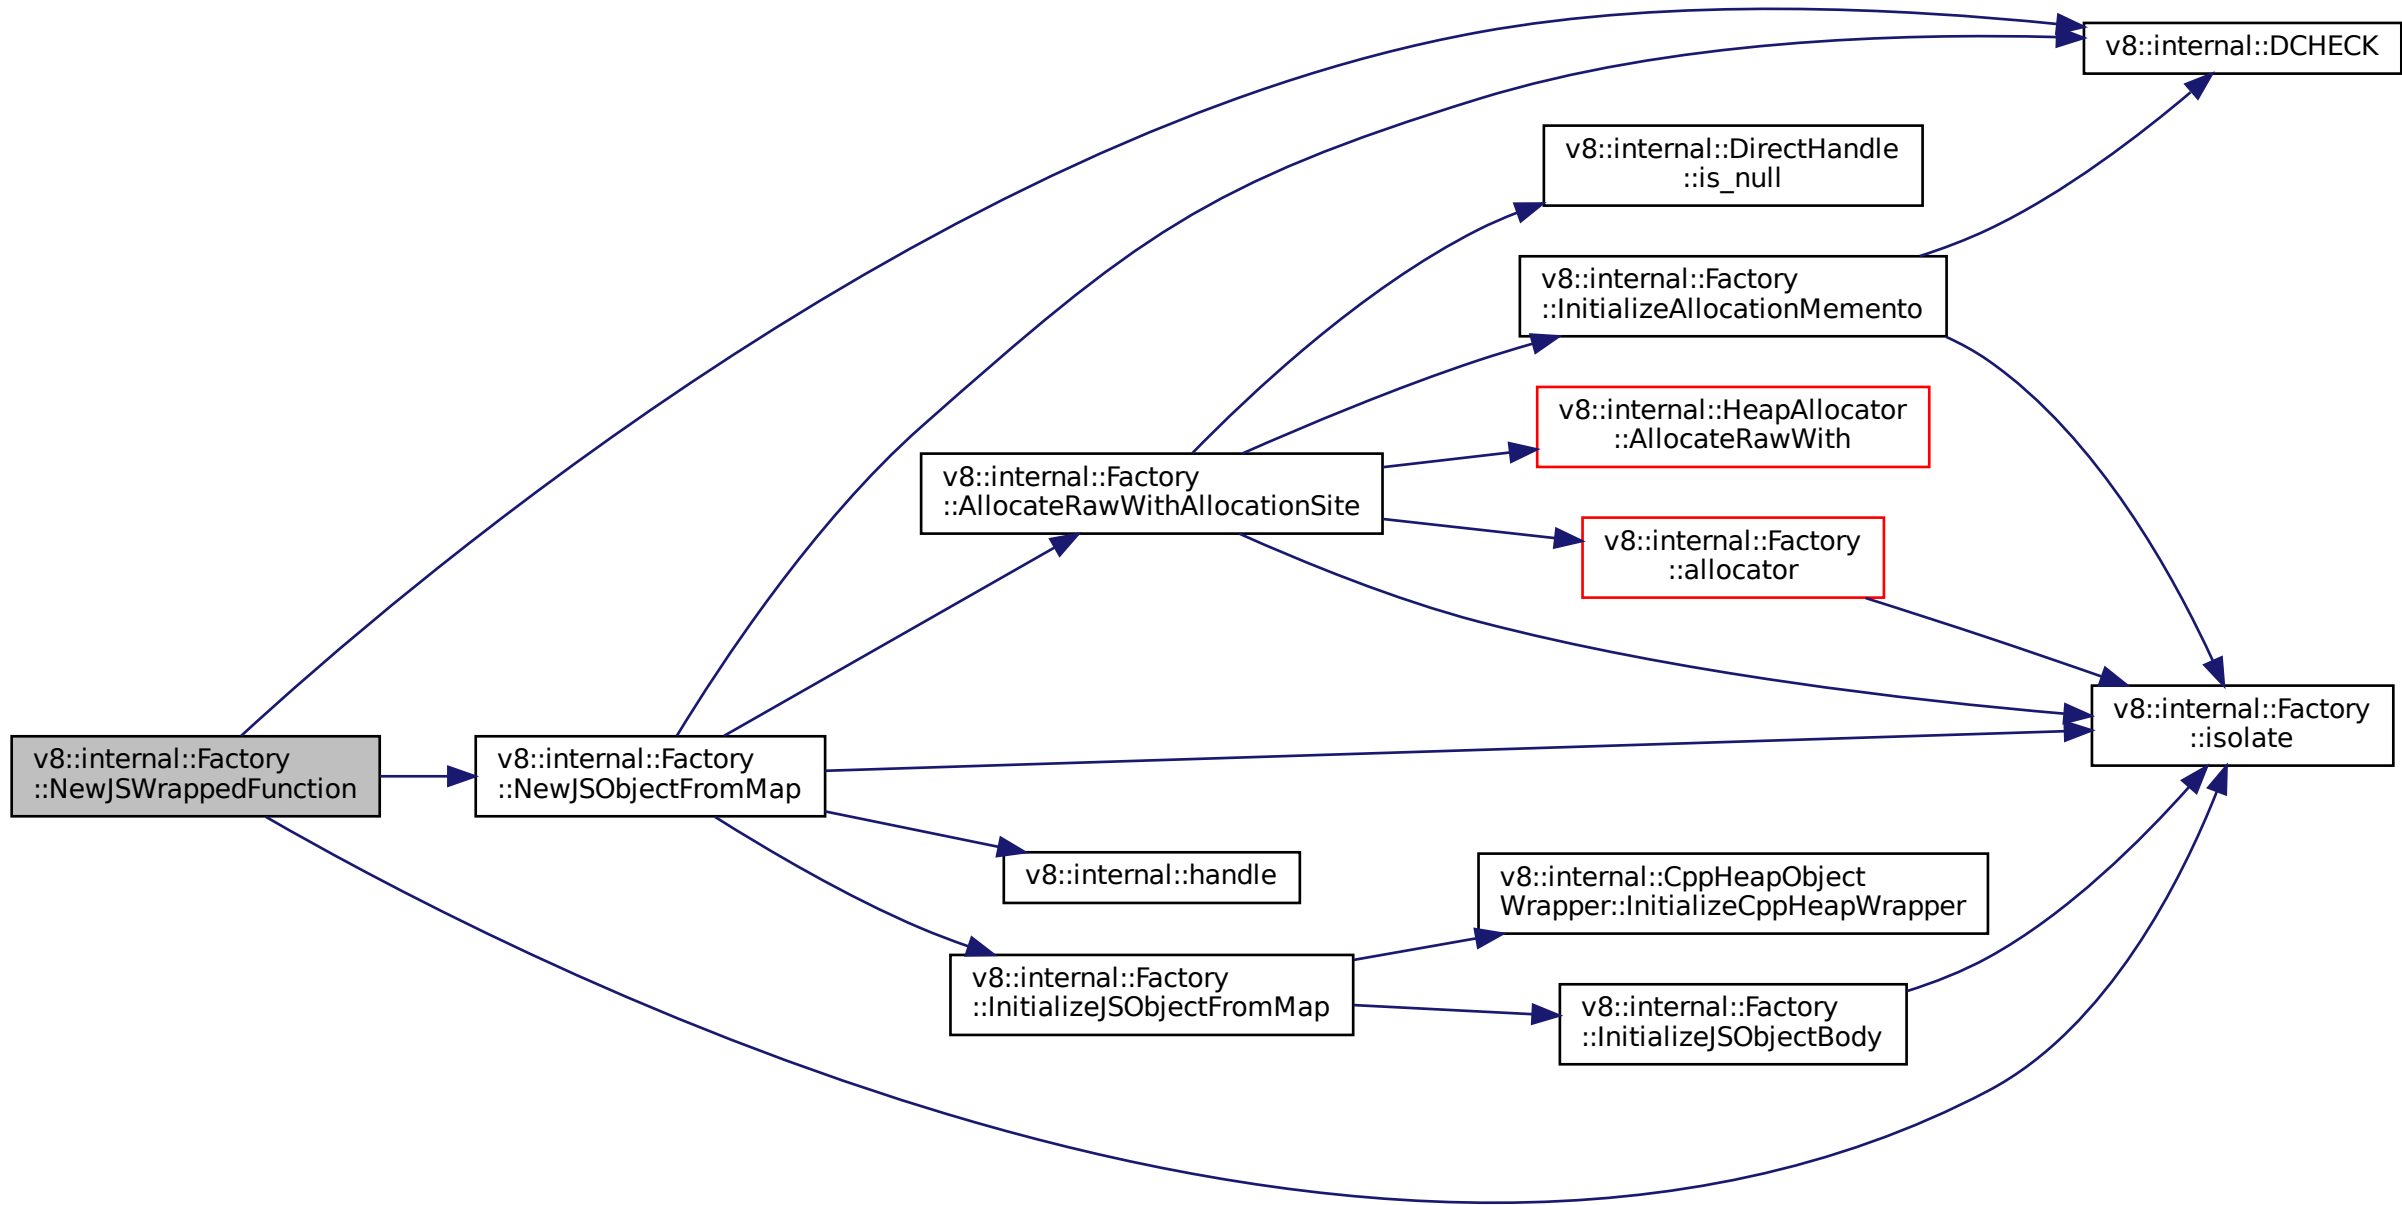 v8::internal::DCHECK
v8::internal::DirectHandle
::is_null
v8::internal::Factory
::InitializeAllocationMemento
v8::internal::HeapAllocator
::AllocateRawWith
v8::internal::Factory
::AllocateRawWithAllocationSite
v8::internal::Factory
::allocator
v8::internal::Factory
::isolate
v8::internal::Factory
::NewJSWrappedFunction
v8::internal::Factory
::NewJSObjectFromMap
v8::internal::handle
v8::internal::CppHeapObject
Wrapper::InitializeCppHeapWrapper
v8::internal::Factory
::InitializeJSObjectFromMap
v8::internal::Factory
::InitializeJSObjectBody